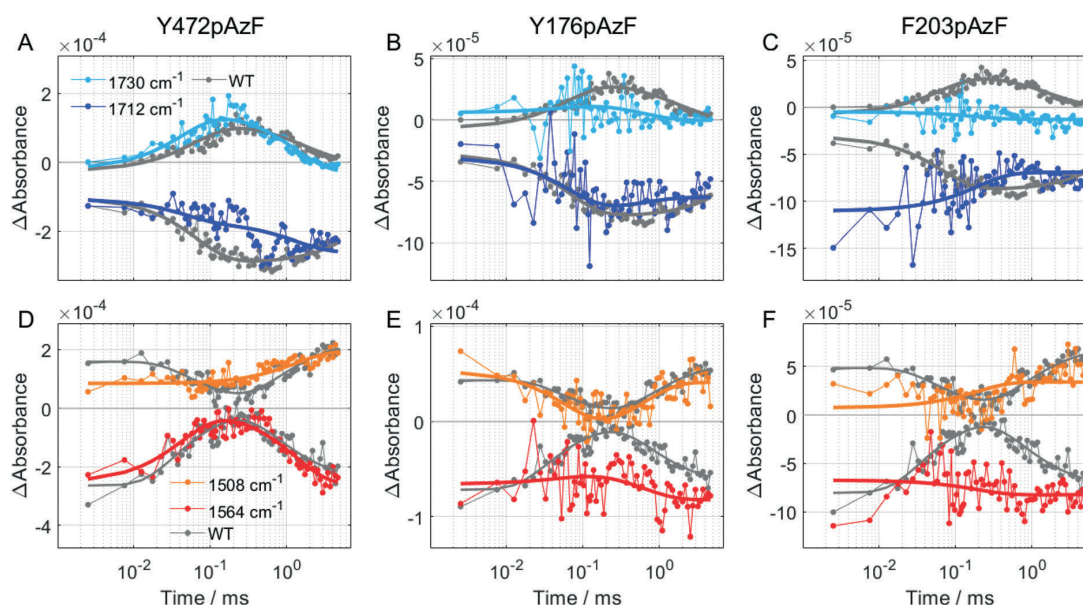 Y472pAzF
Y176pAzF
F203pAzF
A
×10⁻⁴
1730 cm⁻¹
WT
1712 cm⁻¹
2
0
-2
ΔAbsorbance
B
×10⁻⁵
5
0
-5
-10
ΔAbsorbance
C
×10⁻⁵
5
0
-5
-10
-15
ΔAbsorbance
D
×10⁻⁴
2
0
-2
-4
ΔAbsorbance
1508 cm⁻¹
1564 cm⁻¹
WT
10⁻²
10⁻¹
10⁰
Time / ms
E
×10⁻⁴
1
0
-1
ΔAbsorbance
10⁻²
10⁻¹
10⁰
Time / ms
F
×10⁻⁵
5
0
-5
-10
ΔAbsorbance
10⁻²
10⁻¹
10⁰
Time / ms